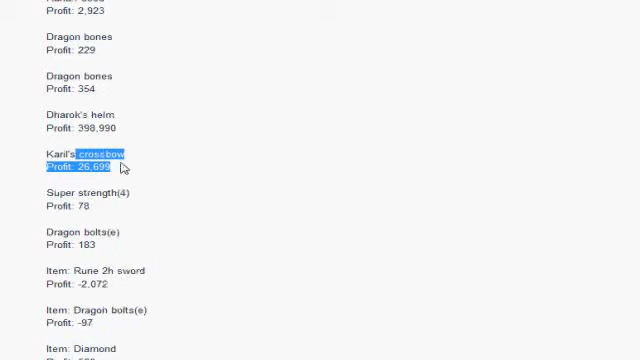 Profit: 2,923
Dragon bones
Profit: 229
Dragon bones
Profit: 354
Dharok's helm
Profit: 398,990
Karil's crossbow
Profit: 26,699
Super strength(4)
Profit: 78
Dragon bolts(e)
Profit: 183
Item: Rune 2h sword
Profit: -2,072
Item: Dragon bolts(e)
Profit: -97
Item: Diamond